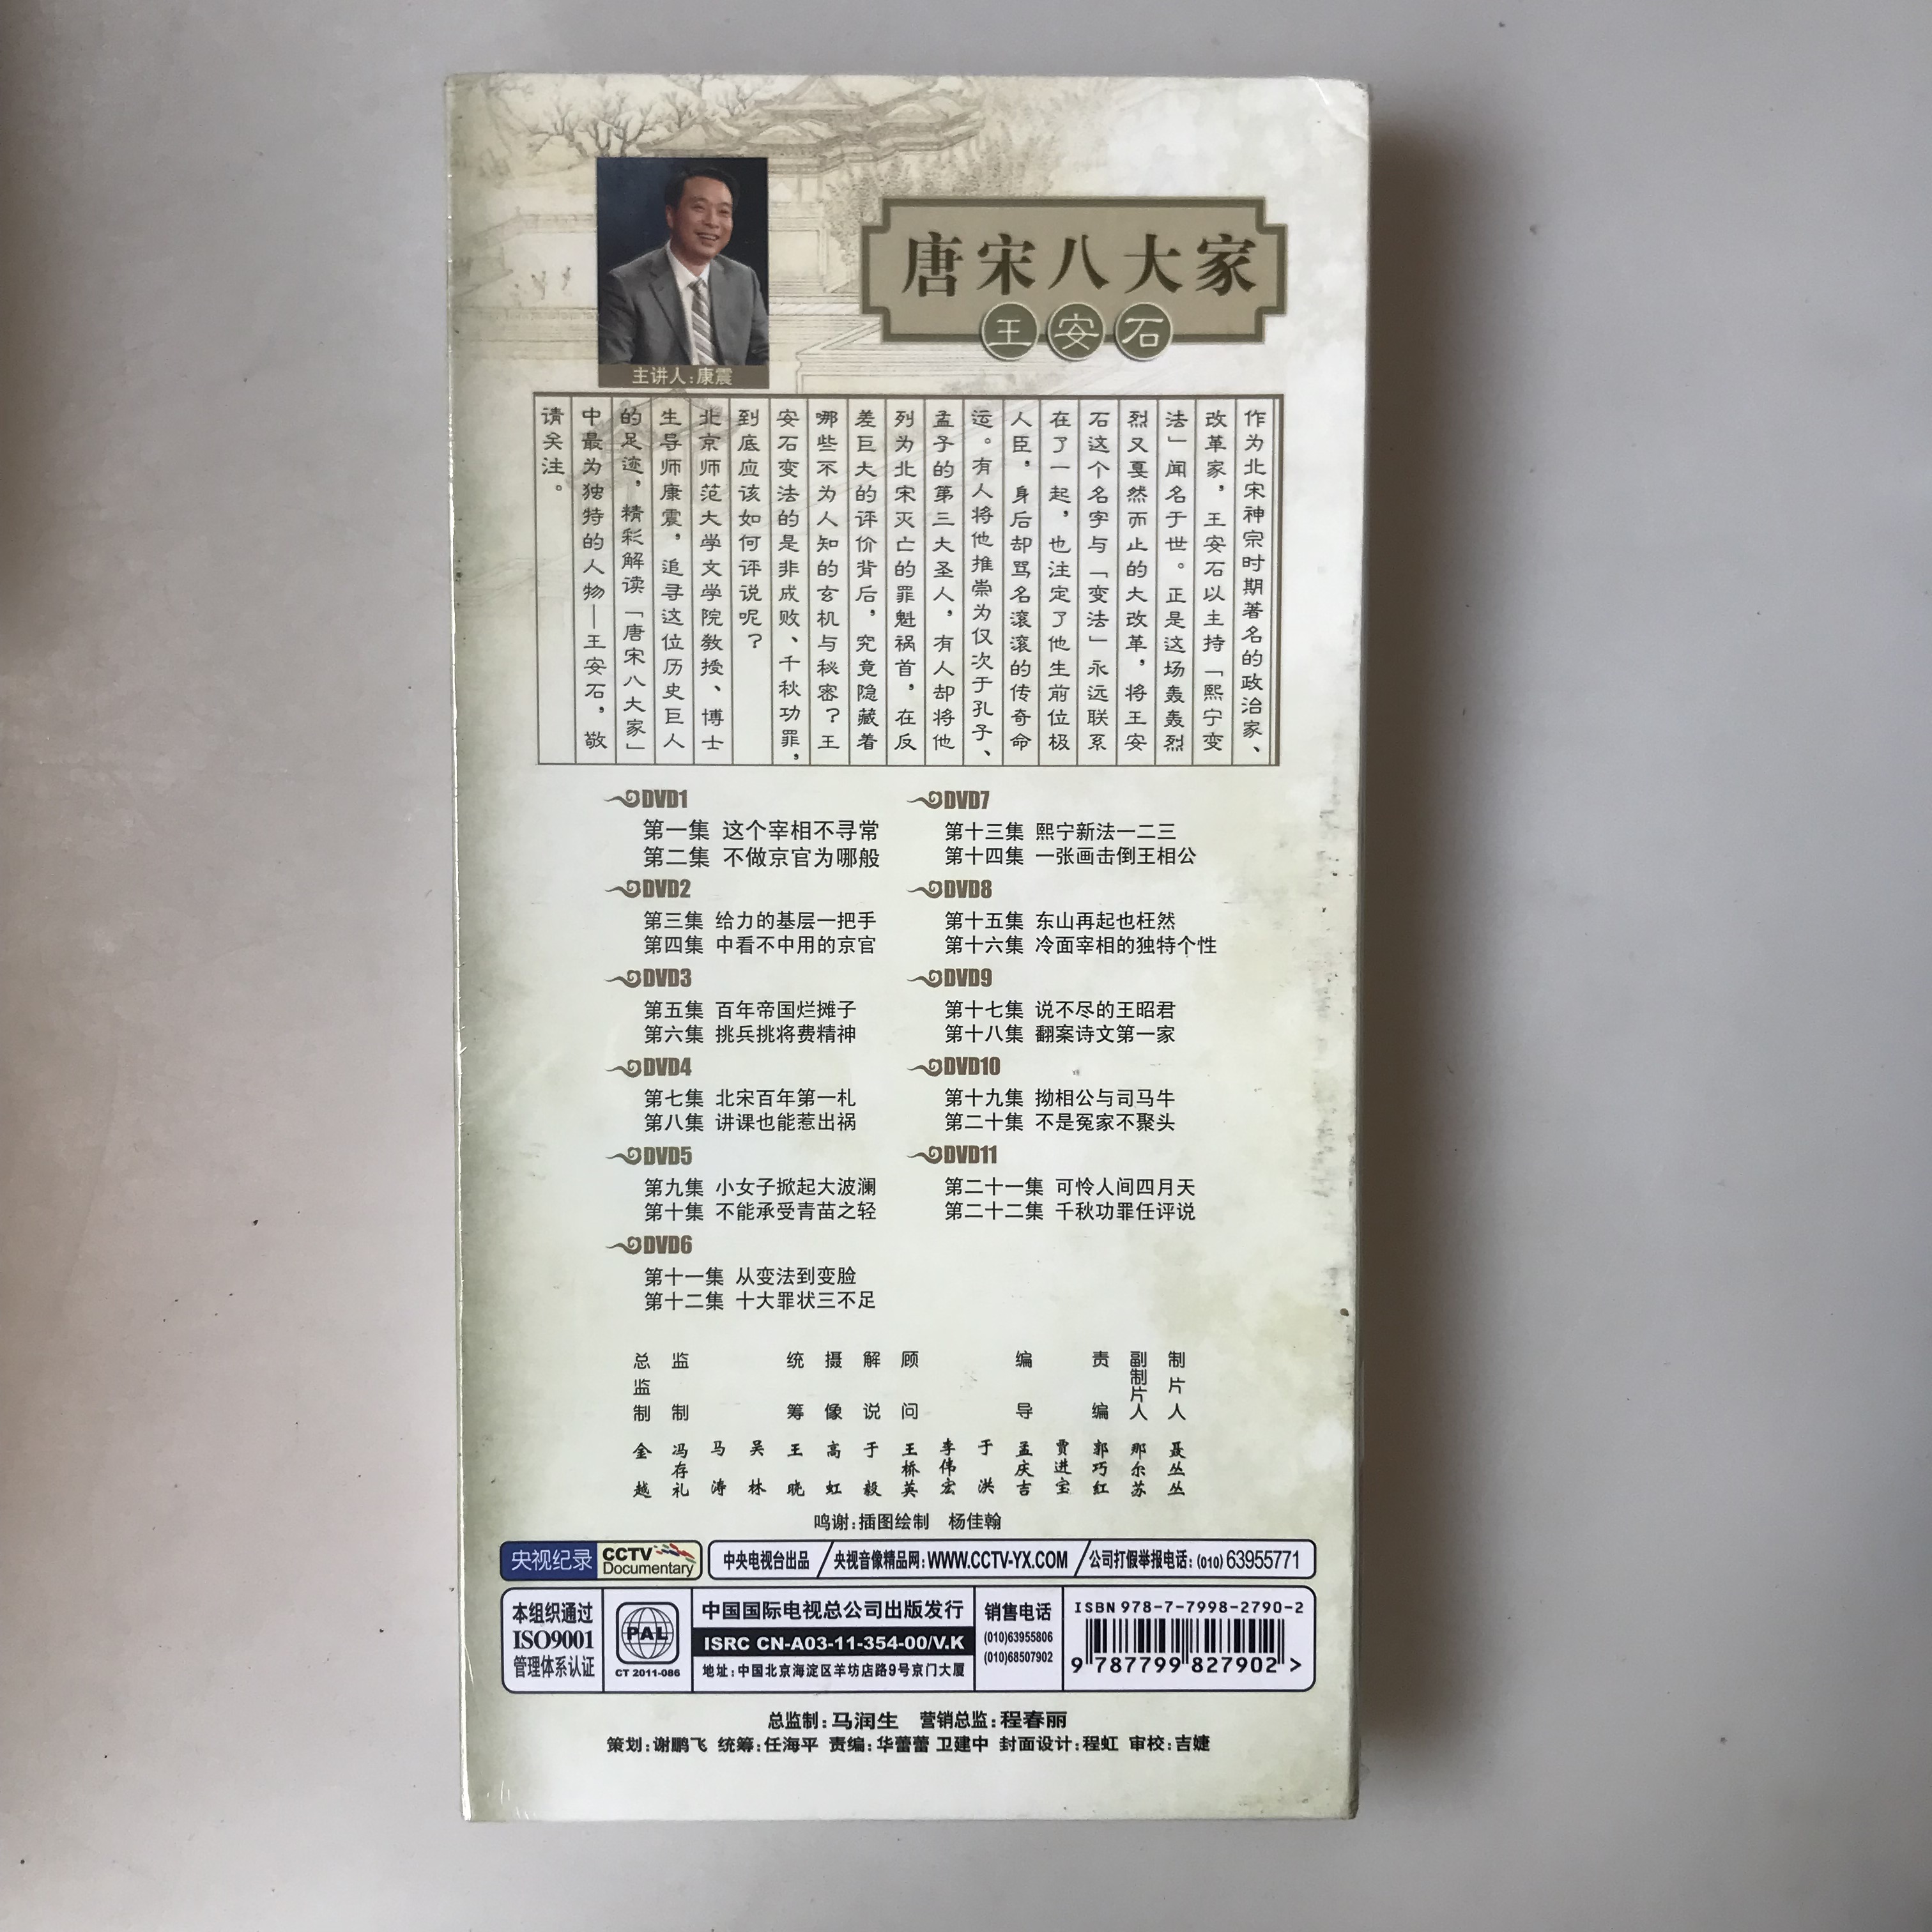 唐宋八大家
王安石
主讲人:康震
作为北宋神宗时期著名的政治家、
改革家，王安石以主持「熙宁变
法」闻名于世。正是这场轰轰烈
烈又戛然而止的大改革，将王安
石这个名字与「变法」永远联系
在了一起，也注定了他生前位极
人臣，身后却骂名滚滚的传奇命
运。有人将他推崇为仅次于孔子、
孟子的第三大圣人，有人却将他
列为北宋灭亡的罪魁祸首，在反
差巨大的评价背后，究竟隐藏着
哪些不为人知的玄机与秘密？王
安石变法的是非成败、千秋功罪，
到底应该如何评说呢？
北京师范大学文学院教授、博士
生导师康震，追寻这位历史巨人
的足迹，精彩解读「唐宋八大家」
中最为独特的人物—王安石，敬
请关注。
DVD1
第一集 这个宰相不寻常
第二集 不做京官为哪般
DVD2
第三集 给力的基层一把手
第四集 中看不中用的京官
DVD3
第五集 百年帝国烂摊子
第六集 挑兵挑将费精神
DVD4
第七集 北宋百年第一札
第八集 讲课也能惹出祸
DVD5
第九集 小女子掀起大波澜
第十集 不能承受青苗之轻
DVD6
第十一集 从变法到变脸
第十二集 十大罪状三不足
DVD7
第十三集 熙宁新法一二三
第十四集 一张画击倒王相公
DVD8
第十五集 东山再起也枉然
第十六集 冷面宰相的独特个性
DVD9
第十七集 说不尽的王昭君
第十八集 翻案诗文第一家
DVD10
第十九集 拗相公与司马牛
第二十集 不是冤家不聚头
DVD11
第二十一集 可怜人间四月天
第二十二集 千秋功罪任评说
制片人 聂丛丛
副制片人 那尔苏
责编 郭巧红
贾进宝
编导 孟庆吉
于洪
李伟宏
顾问 王桥英
解说 于毅
摄像 高虹
统筹 王晓
吴林
马涛
监制 冯存礼
总监制 金越
鸣谢:插图绘制 杨佳翰
央视纪录 CCTV Documentary
中央电视台出品 / 央视音像精品网:WWW.CCTV-YX.COM / 公司打假举报电话:(010)63955771
本组织通过
ISO9001
管理体系认证
PAL
CT 2011-086
中国国际电视总公司出版发行
ISRC CN-A03-11-354-00/V.K
地址:中国北京海淀区羊坊店路9号京门大厦
销售电话
(010)63955806
(010)68507902
ISBN 978-7-7998-2790-2
9 787799 827902 >
总监制:马润生 营销总监:程春丽
策划:谢鹏飞 统筹:任海平 责编:华蕾蕾 卫建中 封面设计:程虹 审校:吉婕